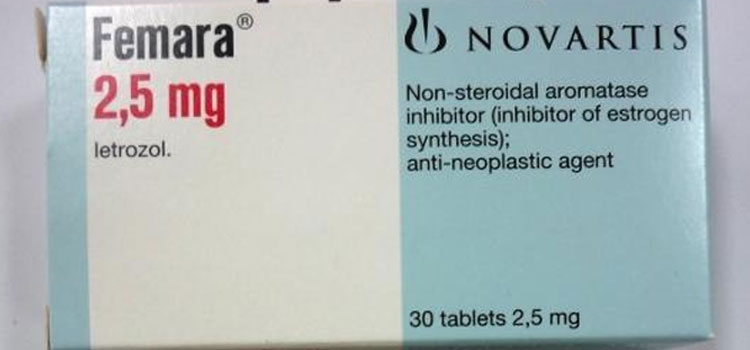 Femara®
2,5 mg
letrozol.
NOVARTIS
Non-steroidal aromatase
inhibitor (inhibitor of estrogen
synthesis);
anti-neoplastic agent
30 tablets 2,5 mg